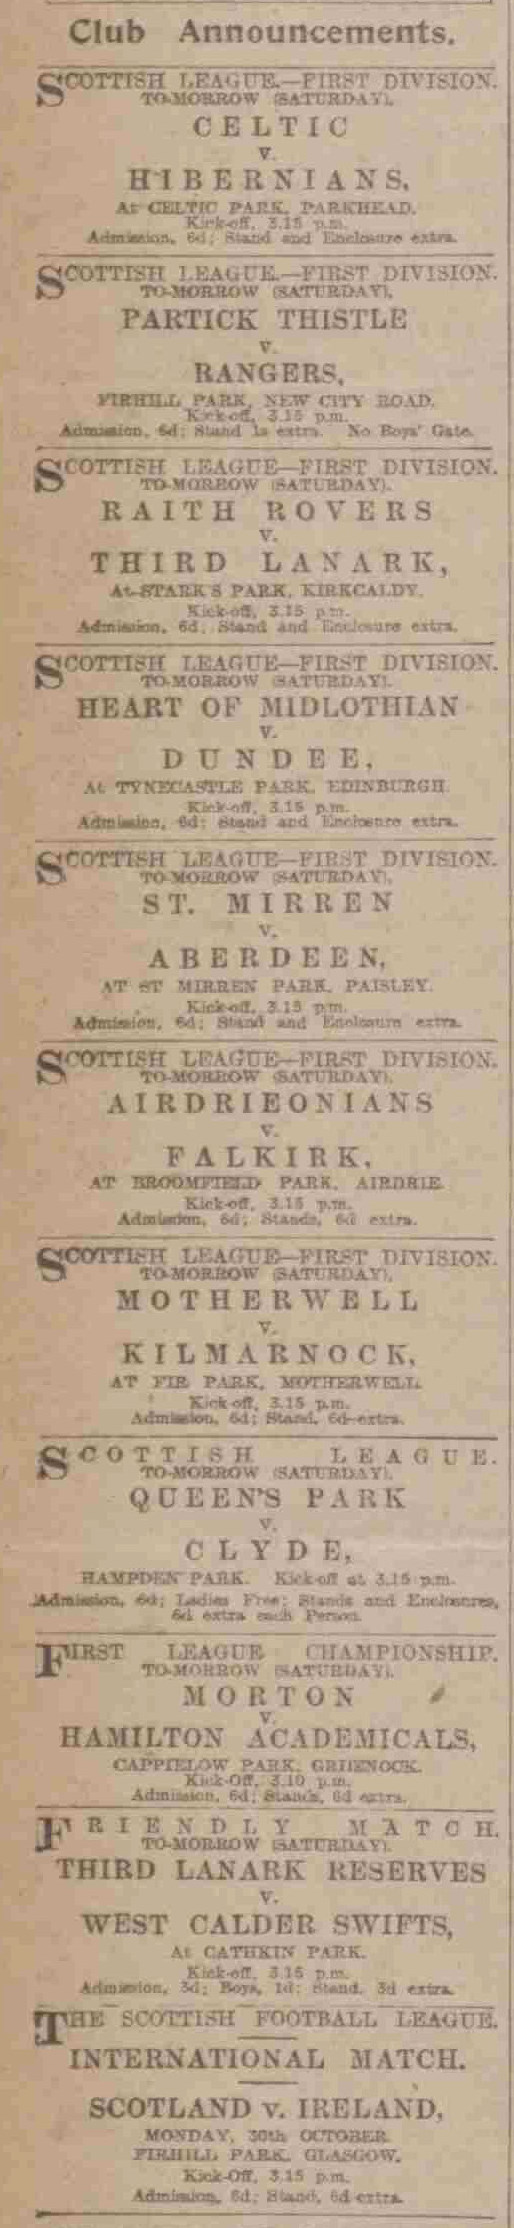 Club Announcements.
SCOTTISH LEAGUE.—FIRST DIVISION.
TO-MORROW (SATURDAY).
CELTIC
v.
HIBERNIANS,
At CELTIC PARK, PARKHEAD.
Kick-off, 3.15 p.m.
Admission, 6d; Stand and Enclosure extra.
SCOTTISH LEAGUE.—FIRST DIVISION.
TO-MORROW (SATURDAY),
PARTICK THISTLE
v.
RANGERS,
FIRHILL PARK, NEW CITY ROAD.
Kick-off, 3.15 p.m.
Admission, 6d; Stand 1s extra. No Boys' Gate.
SCOTTISH LEAGUE—FIRST DIVISION.
TO-MORROW (SATURDAY).
RAITH ROVERS
v.
THIRD LANARK,
At STARK'S PARK, KIRKCALDY.
Kick-off, 3.15 p.m.
Admission, 6d. Stand and Enclosure extra.
SCOTTISH LEAGUE—FIRST DIVISION.
TO-MORROW (SATURDAY).
HEART OF MIDLOTHIAN
v.
DUNDEE,
At TYNECASTLE PARK, EDINBURGH.
Kick-off, 3.15 p.m.
Admission, 6d; Stand and Enclosure extra.
SCOTTISH LEAGUE—FIRST DIVISION.
TO-MORROW (SATURDAY),
ST. MIRREN
v.
ABERDEEN,
AT ST MIRREN PARK, PAISLEY.
Kick-off, 3.15 p.m.
Admission, 6d; Stand and Enclosure extra.
SCOTTISH LEAGUE—FIRST DIVISION.
TO-MORROW (SATURDAY),
AIRDRIEONIANS
v.
FALKIRK,
AT BROOMFIELD PARK, AIRDRIE.
Kick-off, 3.15 p.m.
Admission, 6d; Stands, 6d extra.
SCOTTISH LEAGUE—FIRST DIVISION.
TO-MORROW (SATURDAY),
MOTHERWELL
v.
KILMARNOCK,
AT FIR PARK, MOTHERWELL.
Kick-off, 3.15 p.m.
Admission, 6d; Stand, 6d extra.
SCOTTISH LEAGUE.
TO-MORROW (SATURDAY),
QUEEN'S PARK
v.
CLYDE,
HAMPDEN PARK. Kick-off at 3.15 p.m.
Admission, 6d; Ladies Free; Stands and Enclosures,
6d extra each Person.
FIRST LEAGUE CHAMPIONSHIP.
TO-MORROW (SATURDAY).
MORTON
v.
HAMILTON ACADEMICALS,
CAPPIELOW PARK, GREENOCK.
Kick-Off, 3.10 p.m.
Admission, 6d; Stands, 6d extra.
FRIENDLY MATCH.
TO-MORROW (SATURDAY).
THIRD LANARK RESERVES
v.
WEST CALDER SWIFTS,
At CATHKIN PARK.
Kick-off, 3.15 p.m.
Admission, 3d; Boys, 1d; Stand, 3d extra.
THE SCOTTISH FOOTBALL LEAGUE.
INTERNATIONAL MATCH.
SCOTLAND v. IRELAND,
MONDAY, 30th OCTOBER.
FIRHILL PARK, GLASGOW.
Kick-Off, 3.15 p.m.
Admission, 6d; Stand, 6d extra.